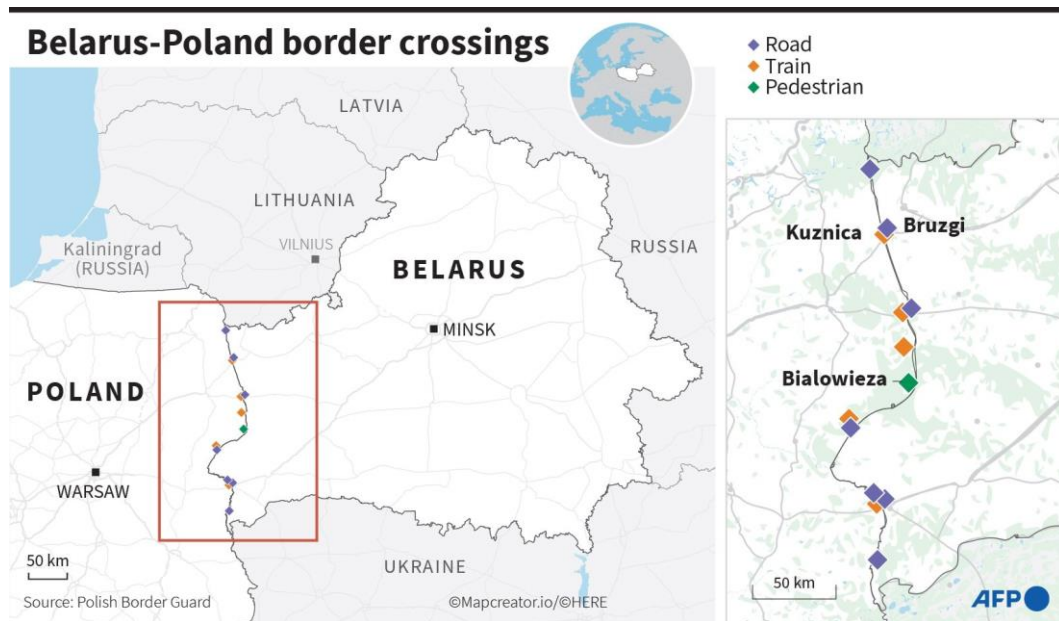 Belarus-Poland border crossings
Road
Train
Pedestrian
LATVIA
LITHUANIA
VILNIUS
Kaliningrad
(RUSSIA)
RUSSIA
BELARUS
MINSK
POLAND
WARSAW
UKRAINE
50 km
Source: Polish Border Guard
©Mapcreator.io/©HERE
Kuznica
Bruzgi
Bialowieza
50 km
AFP